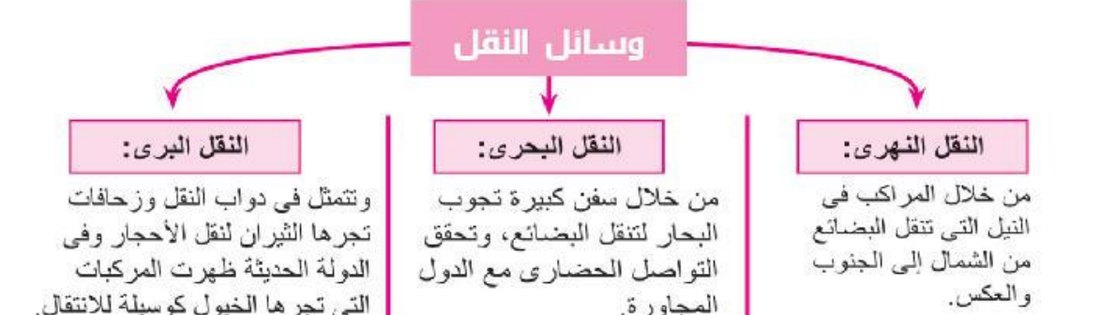 وسائل النقل
النقل النهرى:
من خلال المراكب فى
النيل التى تنقل البضائع
من الشمال إلى الجنوب
والعكس.
النقل البحرى:
من خلال سفن كبيرة تجوب
البحار لتنقل البضائع، وتحقق
التواصل الحضارى مع الدول
المجاورة.
النقل البرى:
وتتمثل فى دواب النقل وزحافات
تجرها الثيران لنقل الأحجار وفى
الدولة الحديثة ظهرت المركبات
التى تجرها الخيول كوسيلة للانتقال.